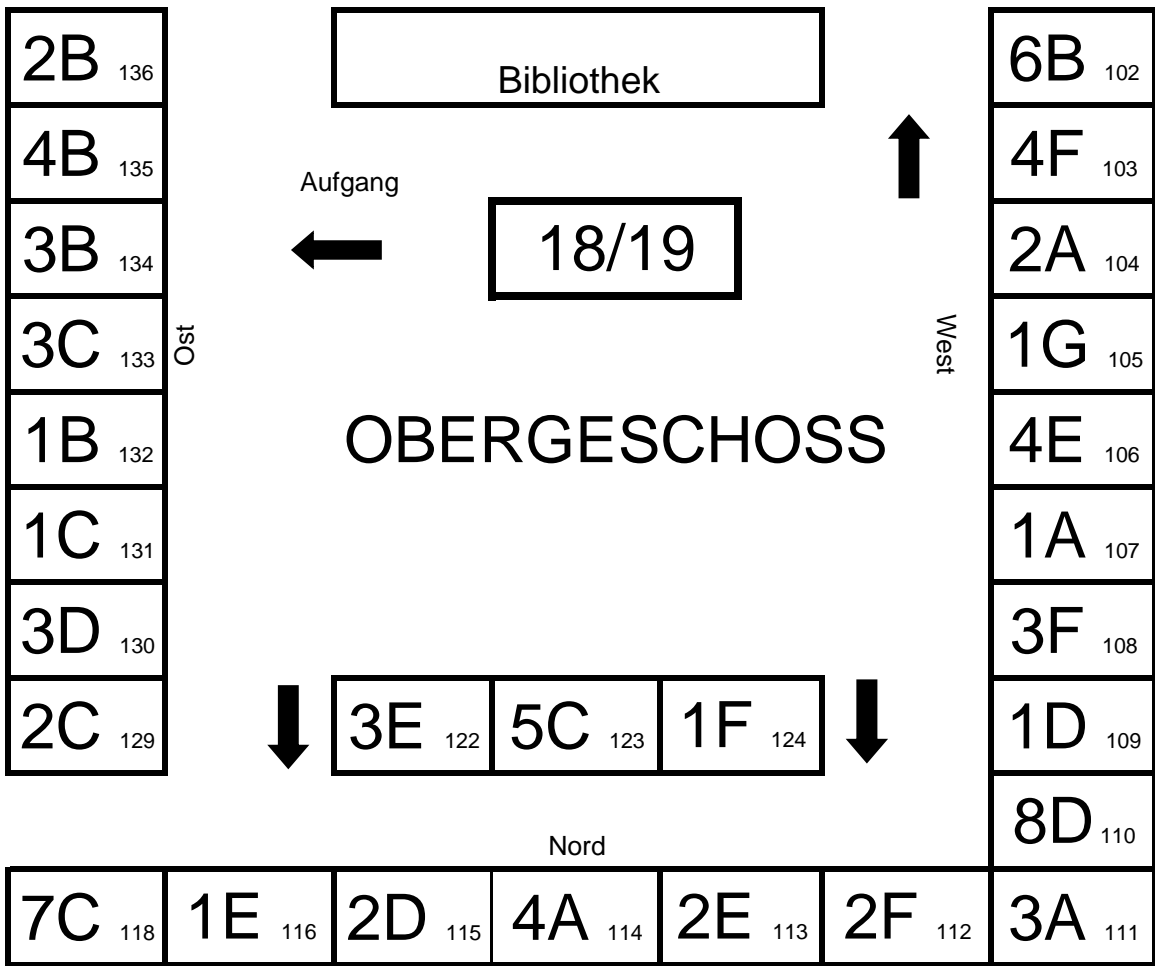 2B 136
Bibliothek
6B 102
4B 135
4F 103
Aufgang
3B 134
18/19
2A 104
3C 133
Ost
West
1G 105
1B 132
OBERGESCHOSS
4E 106
1C 131
1A 107
3D 130
3F 108
2C 129
3E 122
5C 123
1F 124
1D 109
8D 110
Nord
7C 118
1E 116
2D 115
4A 114
2E 113
2F 112
3A 111